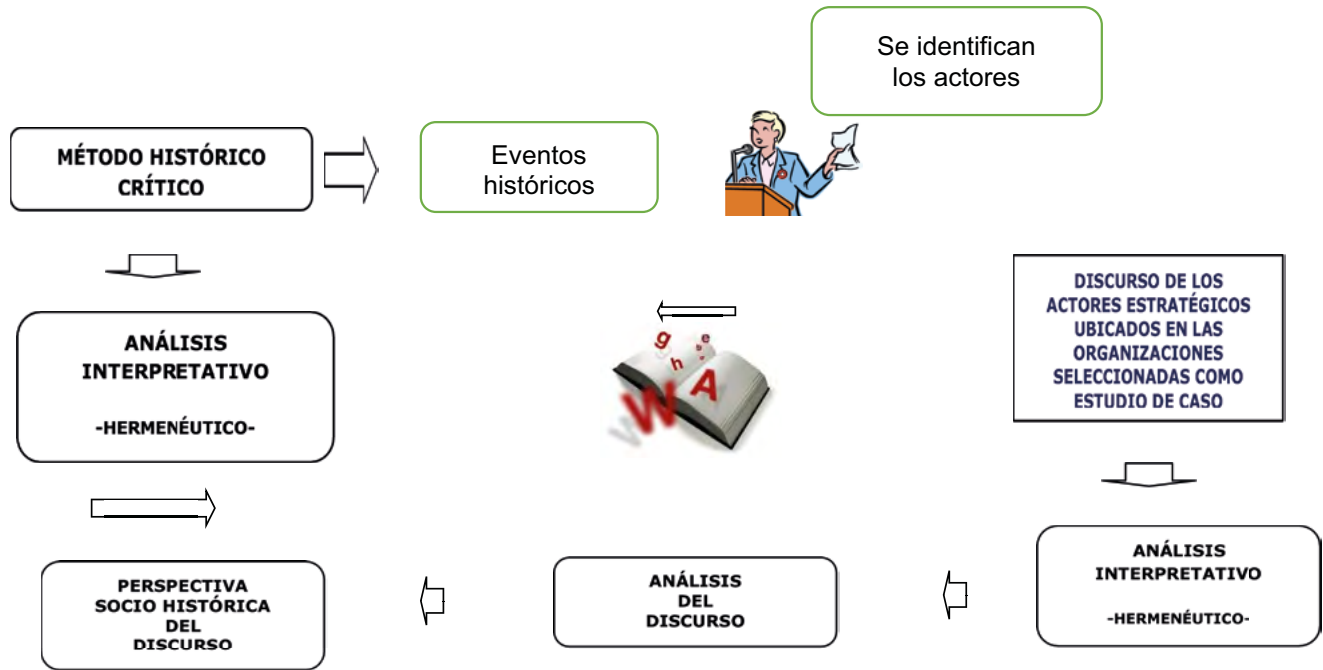 Se identifican
los actores
MÉTODO HISTÓRICO
CRÍTICO
Eventos
históricos
DISCURSO DE LOS
ACTORES ESTRATÉGICOS
UBICADOS EN LAS
ORGANIZACIONES
SELECCIONADAS COMO
ESTUDIO DE CASO
ANÁLISIS
INTERPRETATIVO
-HERMENÉUTICO-
g
e
h
W
A
W
PERSPECTIVA
SOCIO HISTÓRICA
DEL
DISCURSO
ANÁLISIS
DEL
DISCURSO
ANÁLISIS
INTERPRETATIVO
-HERMENÉUTICO-